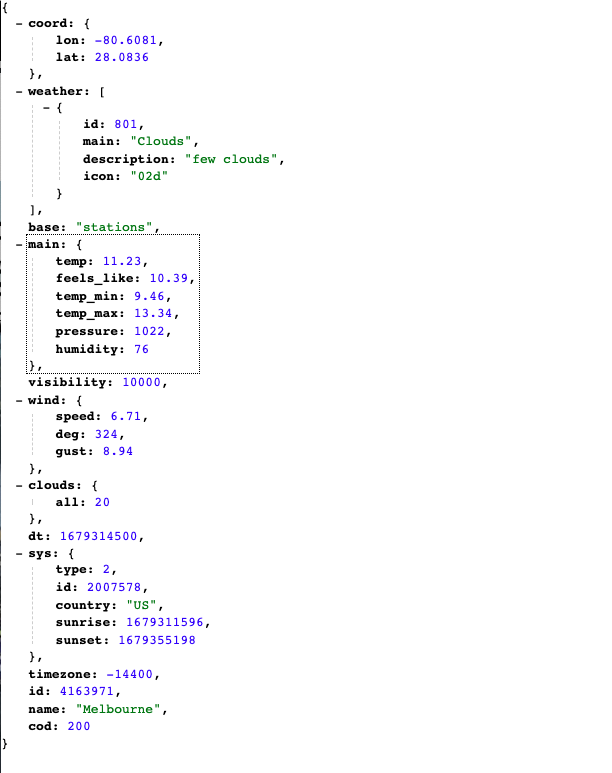 {
- coord: {
lon: -80.6081,
lat: 28.0836
},
- weather: [
- {
id: 801,
main: "Clouds",
description: "few clouds",
icon: "02d"
}
],
base: "stations",
- main: {
temp: 11.23,
feels_like: 10.39,
temp_min: 9.46,
temp_max: 13.34,
pressure: 1022,
humidity: 76
},
visibility: 10000,
- wind: {
speed: 6.71,
deg: 324,
gust: 8.94
},
- clouds: {
all: 20
},
dt: 1679314500,
- sys: {
type: 2,
id: 2007578,
country: "US",
sunrise: 1679311596,
sunset: 1679355198
},
timezone: -14400,
id: 4163971,
name: "Melbourne",
cod: 200
}